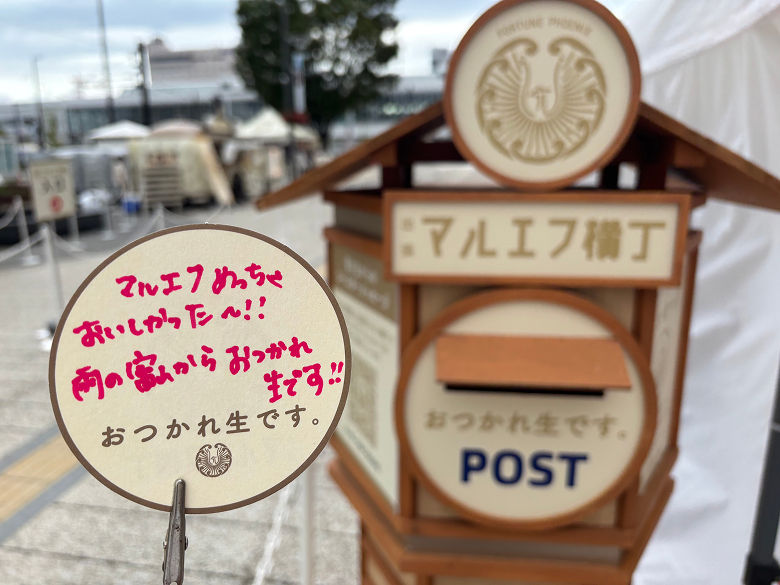 FORTUNE PHOENIX
マルエフ横丁
マルエフめっちゃ
おいしかった〜!!
雨の富山からおつかれ
生です!!
おつかれ生です。
おつかれ生です。
POST